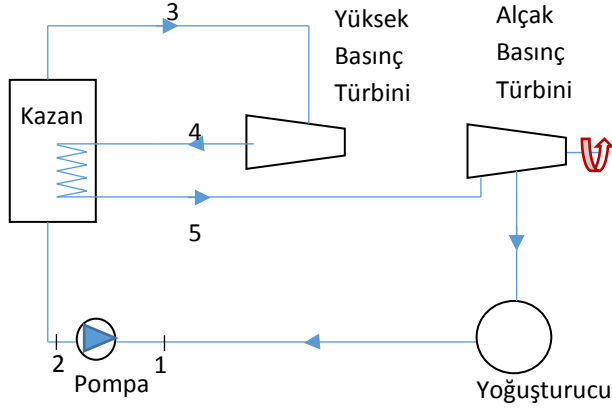 3
Yüksek
Basınç
Türbini
Alçak
Basınç
Türbini
Kazan
4
5
2
1
Pompa
Yoğuşturucu